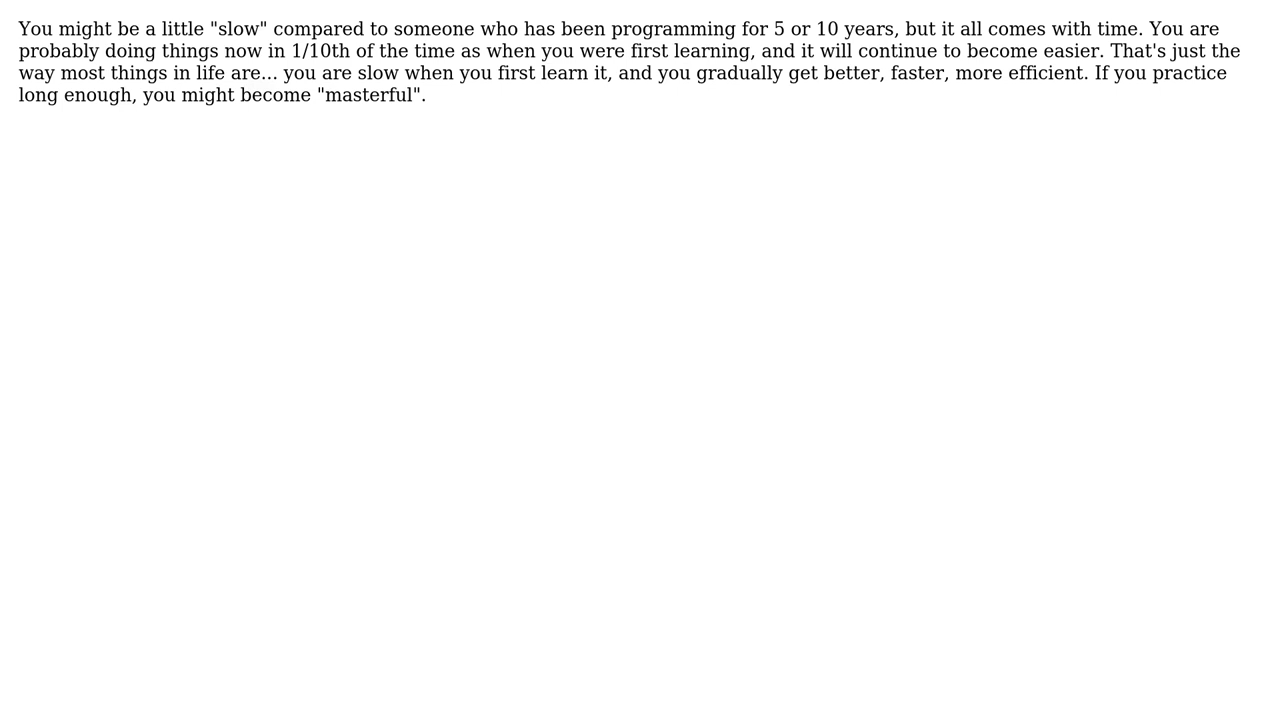 You might be a little "slow" compared to someone who has been programming for 5 or 10 years, but it all comes with time. You are
probably doing things now in 1/10th of the time as when you were first learning, and it will continue to become easier. That's just the
way most things in life are... you are slow when you first learn it, and you gradually get better, faster, more efficient. If you practice
long enough, you might become "masterful".